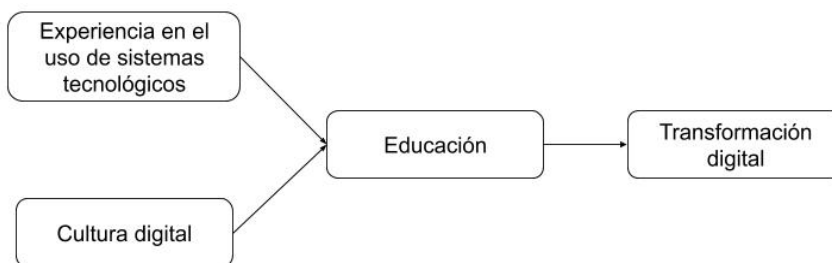 Experiencia en el
uso de sistemas
tecnológicos
Educación
Transformación
digital
Cultura digital